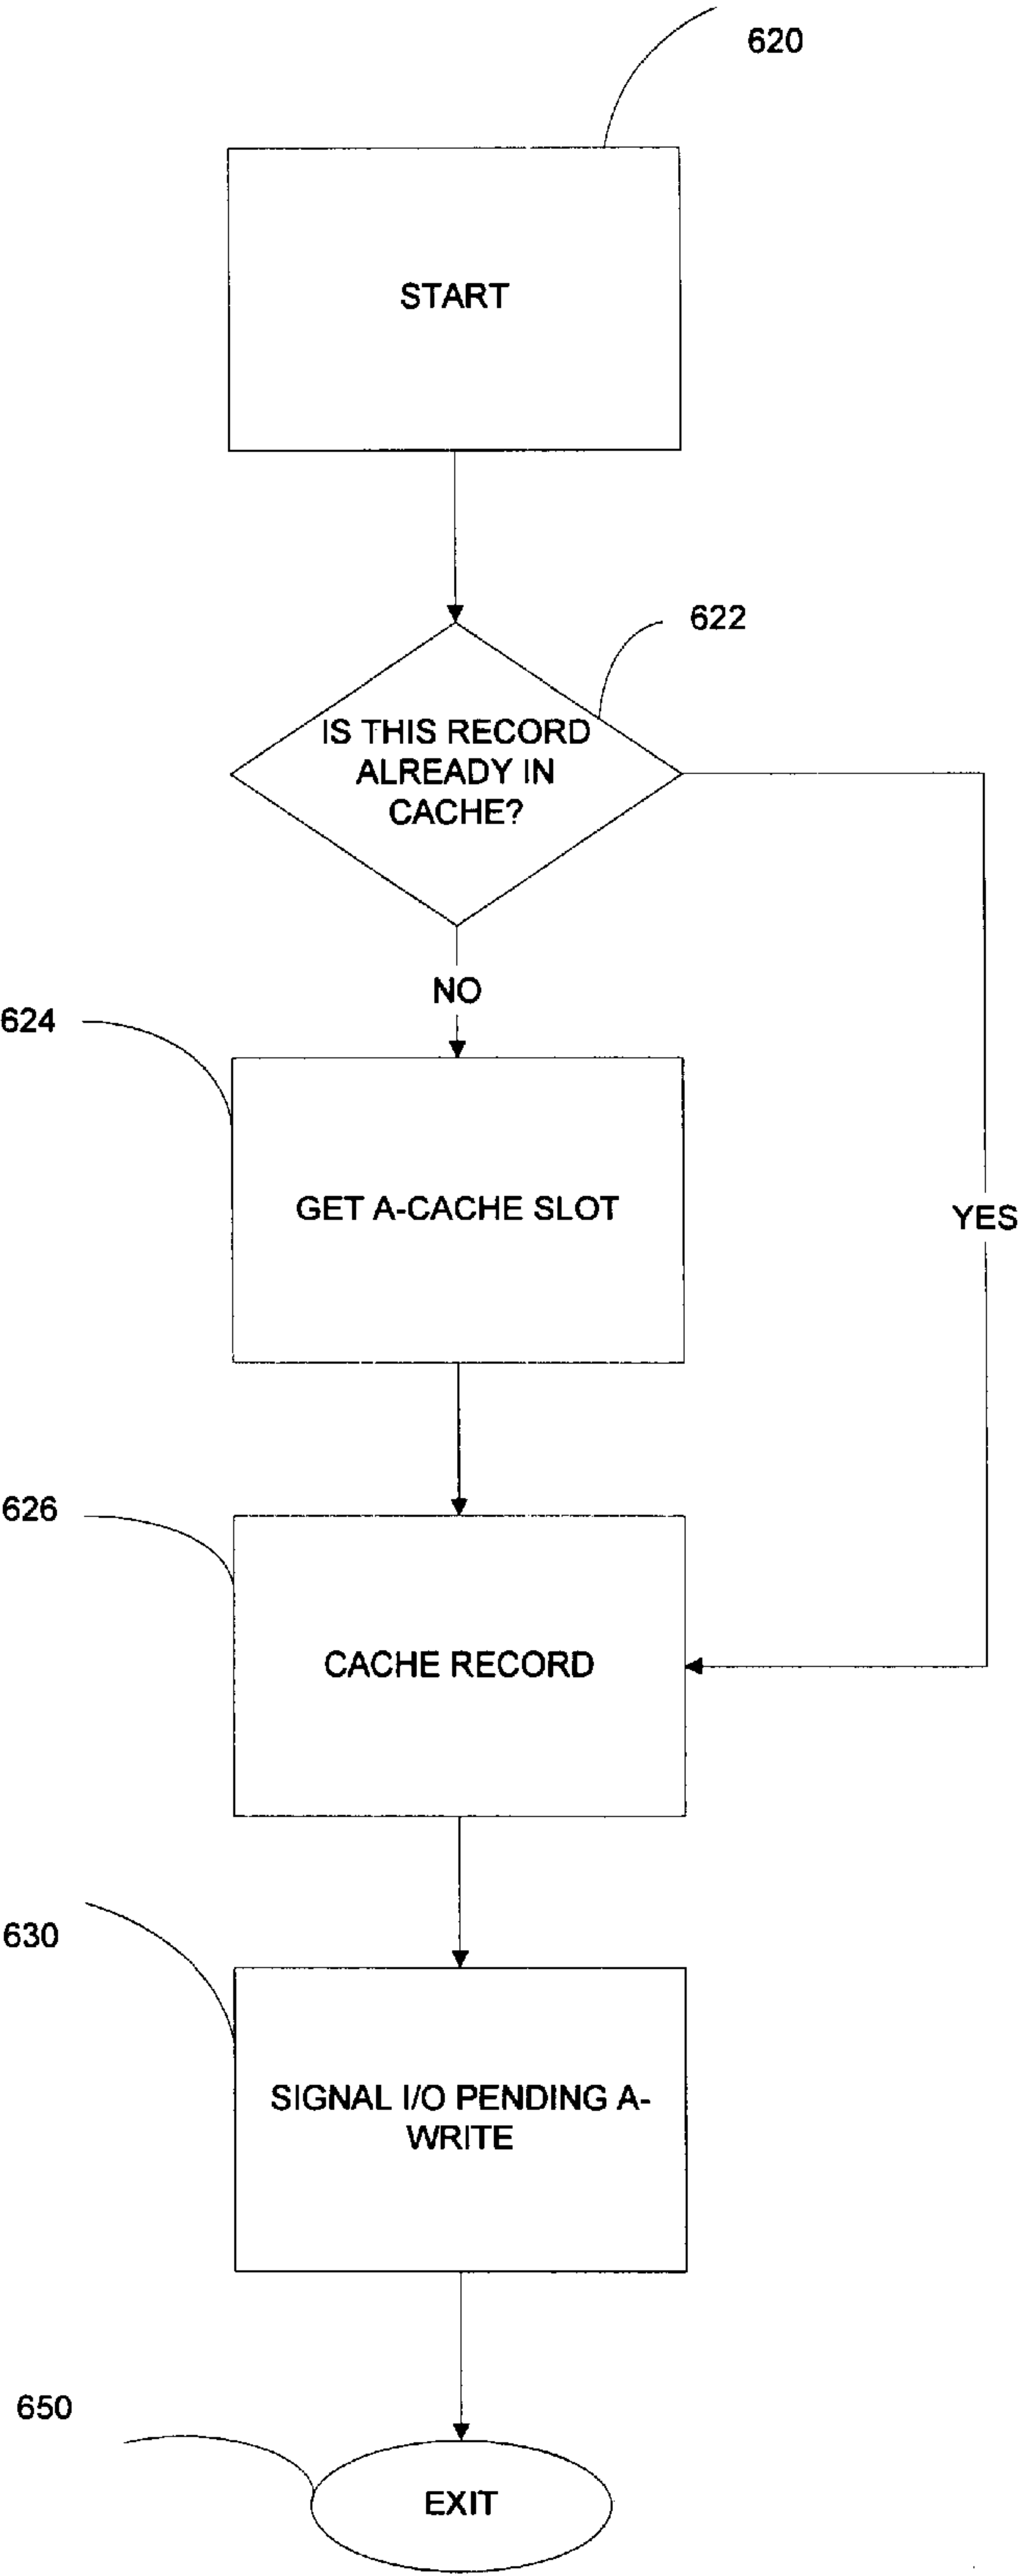 620
START
622
IS THIS RECORD
ALREADY IN
CACHE?
NO
624
GET A-CACHE SLOT
YES
626
CACHE RECORD
630
SIGNAL I/O PENDING A-
WRITE
650
EXIT